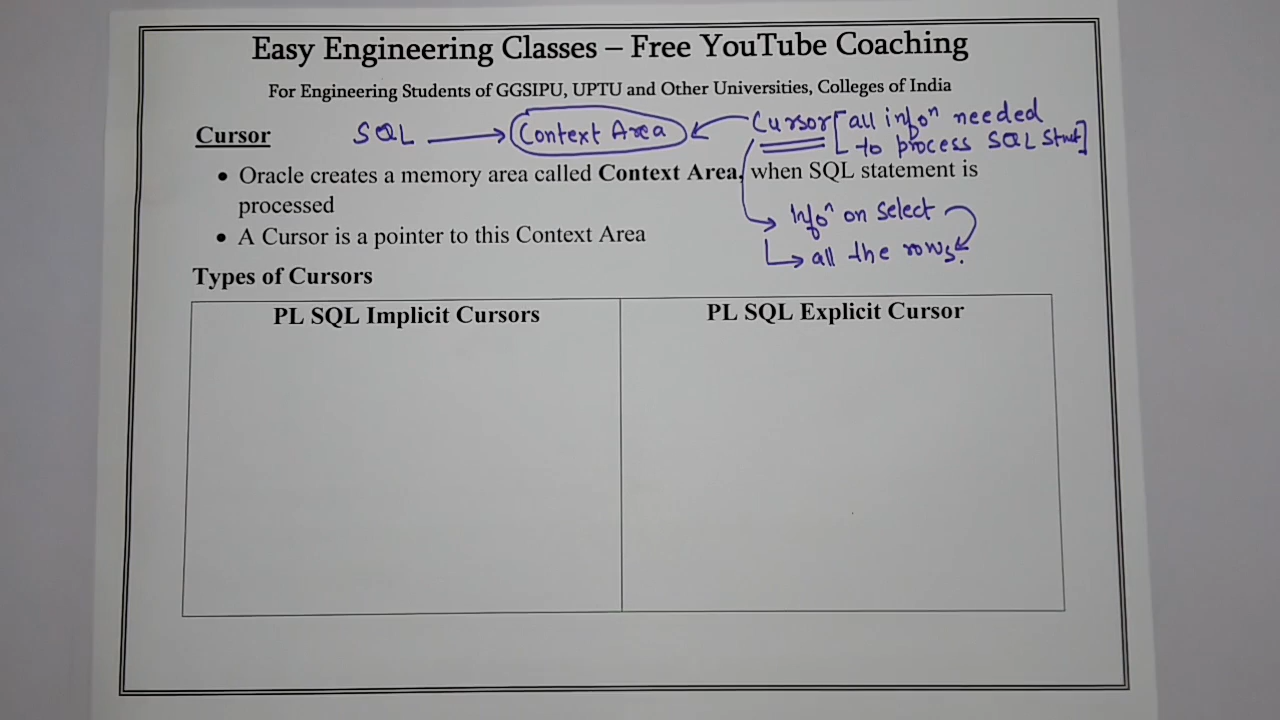 Easy Engineering Classes – Free YouTube Coaching
For Engineering Students of GGSIPU, UPTU and Other Universities, Colleges of India
Cursor
SQL → Context Area ← Cursor [all infoⁿ needed
to process SQL Stmt]
• Oracle creates a memory area called Context Area, when SQL statement is
processed
Infoⁿ on Select
• A Cursor is a pointer to this Context Area
all the rows.
Types of Cursors
PL SQL Implicit Cursors
PL SQL Explicit Cursor